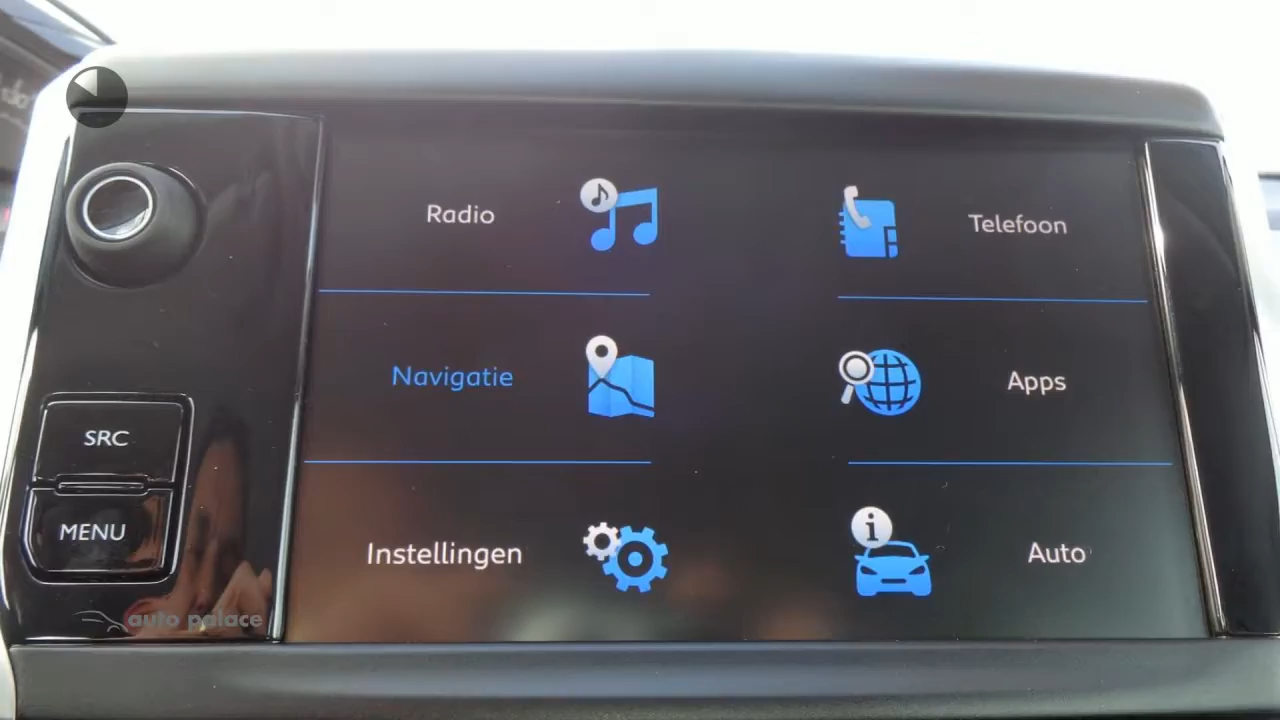 Radio
Telefoon
Navigatie
Apps
SRC
MENU
Instellingen
i
Auto
auto palace